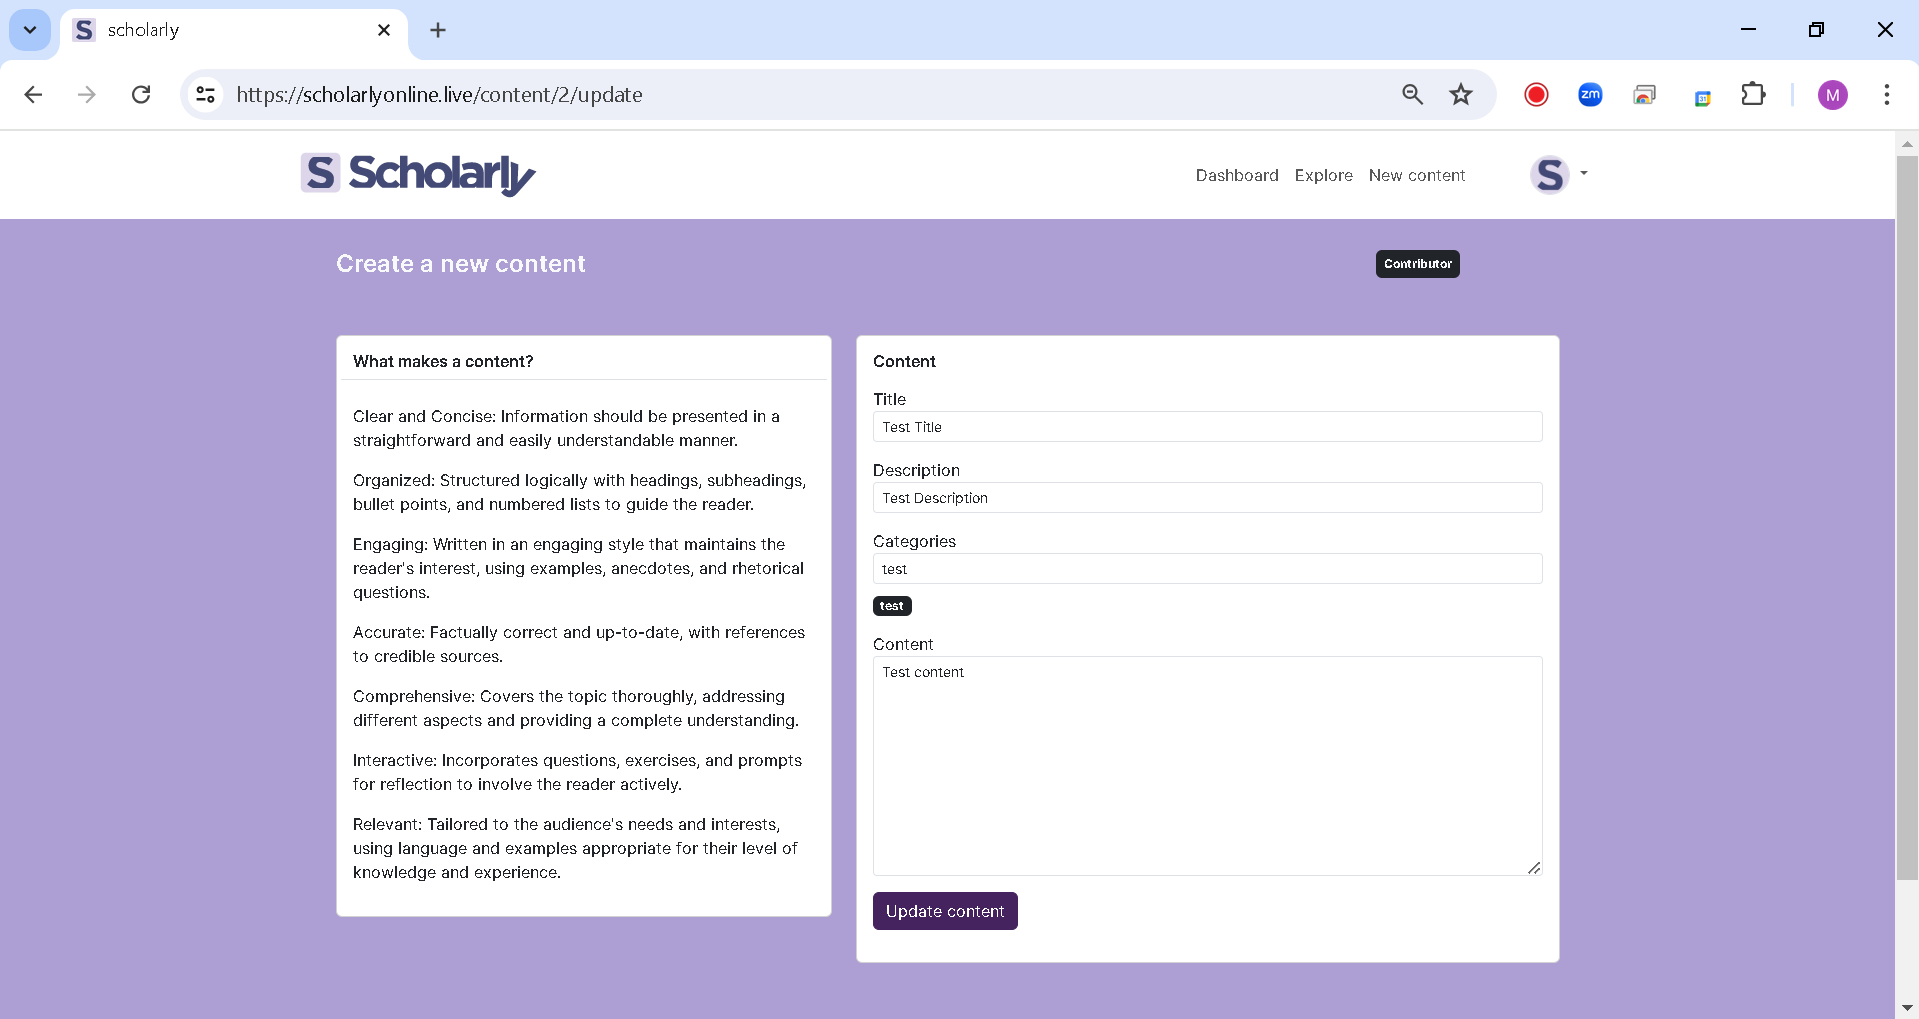 S scholarly
https://scholarlyonline.live/content/2/update
zm
31
M
S Scholarly
Dashboard Explore New content
S
Create a new content
Contributor
What makes a content?
Clear and Concise: Information should be presented in a
straightforward and easily understandable manner.
Organized: Structured logically with headings, subheadings,
bullet points, and numbered lists to guide the reader.
Engaging: Written in an engaging style that maintains the
reader's interest, using examples, anecdotes, and rhetorical
questions.
Accurate: Factually correct and up-to-date, with references
to credible sources.
Comprehensive: Covers the topic thoroughly, addressing
different aspects and providing a complete understanding.
Interactive: Incorporates questions, exercises, and prompts
for reflection to involve the reader actively.
Relevant: Tailored to the audience's needs and interests,
using language and examples appropriate for their level of
knowledge and experience.
Content
Title
Test Title
Description
Test Description
Categories
test
test
Content
Test content
Update content